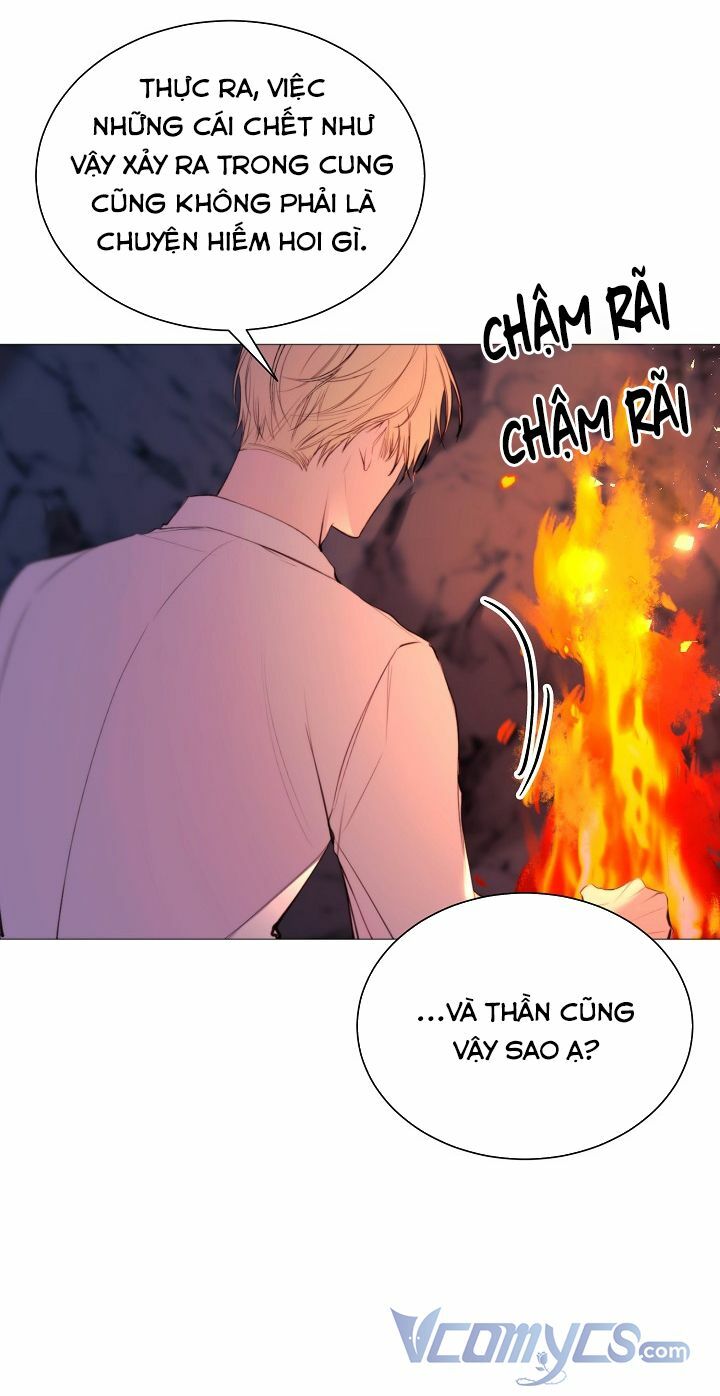 THỰC RA, VIỆC
NHỮNG CÁI CHẾT NHƯ
VẬY XẢY RA TRONG CUNG
CŨNG KHÔNG PHẢI LÀ
CHUYỆN HIẾM HOI GÌ.
CHẬM RÃI
CHẬM RÃI
...VÀ THẦN CŨNG
VẬY SAO Ạ?
VCOMYCS.com